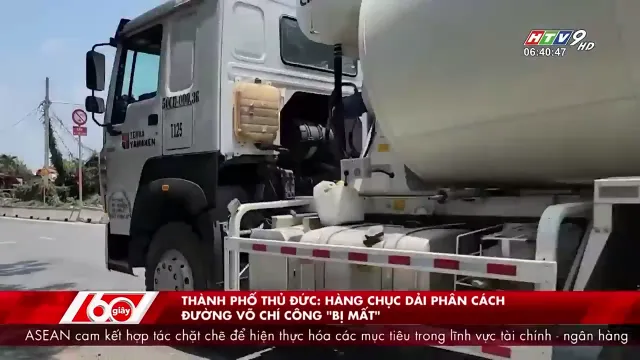 HTV9 HD
06:40:47
T125
TERRA
YAMAKEN
60 giây
THÀNH PHỐ THỦ ĐỨC: HÀNG CHỤC DẢI PHÂN CÁCH
ĐƯỜNG VÕ CHÍ CÔNG "BỊ MẤT"
ASEAN cam kết hợp tác chặt chẽ để hiện thực hóa các mục tiêu trong lĩnh vực tài chính - ngân hàng